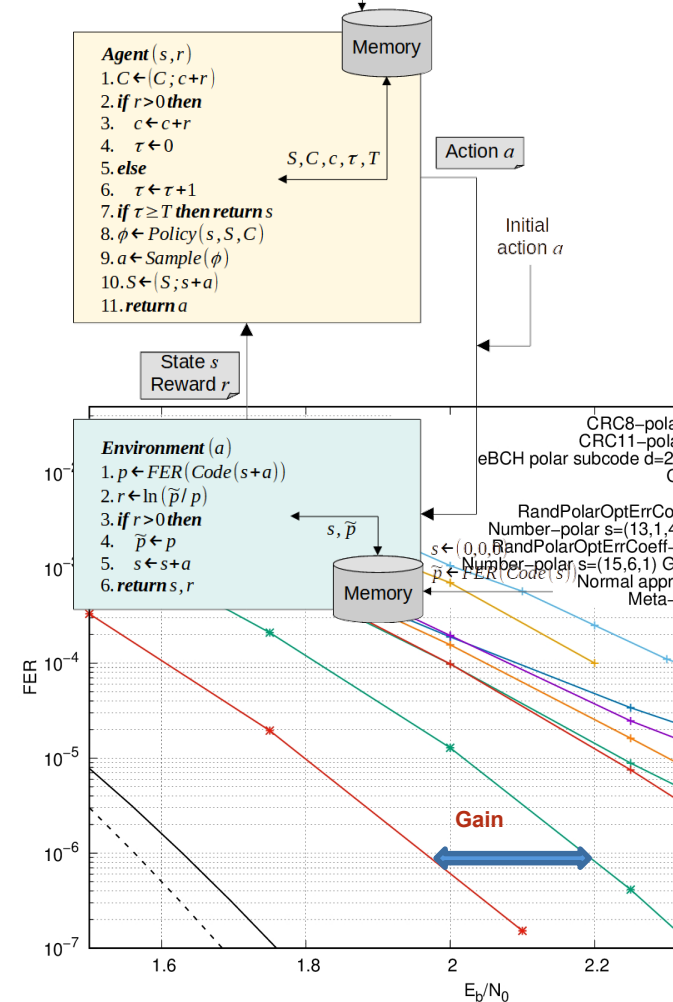 Memory
Agent(s,r)
1. C←(C;c+r)
2. if r>0 then
3. c←c+r
4. τ←0
5. else
6. τ←τ+1
7. if τ≥T then return s
8. ϕ←Policy(s,S,C)
9. a←Sample(ϕ)
10. S←(S;s+a)
11. return a
S,C,c,τ,T
Action a
Initial
action a
State s
Reward r
Environment(a)
1. p←FER(Code(s+a))
2. r←ln(p̃/p)
3. if r>0 then
4. p̃←p
5. s←s+a
6. return s,r
s,p̃
Memory
s←(0,0,0)
p̃←FER(Code(s))
CRC8-pola
CRC11-pola
eBCH polar subcode d=2
RandPolarOptErrCo
Number-polar s=(13,1,4
RandPolarOptErrCoeff-
Number-polar s=(15,6,1) G
Normal appr
Meta-
10⁻³
10⁻⁴
10⁻⁵
10⁻⁶
10⁻⁷
FER
Gain
1.6
1.8
2
2.2
E_b/N_0